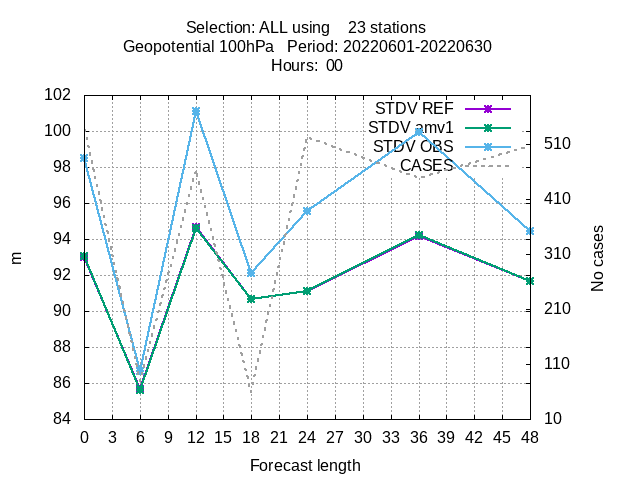 Selection: ALL using 23 stations
Geopotential 100hPa Period: 20220601-20220630
Hours: 00
STDV REF
STDV amv1
STDV OBS
CASES
102
100
98
96
94
92
90
88
86
84
m
510
410
310
210
110
10
No cases
0 3 6 9 12 15 18 21 24 27 30 33 36 39 42 45 48
Forecast length